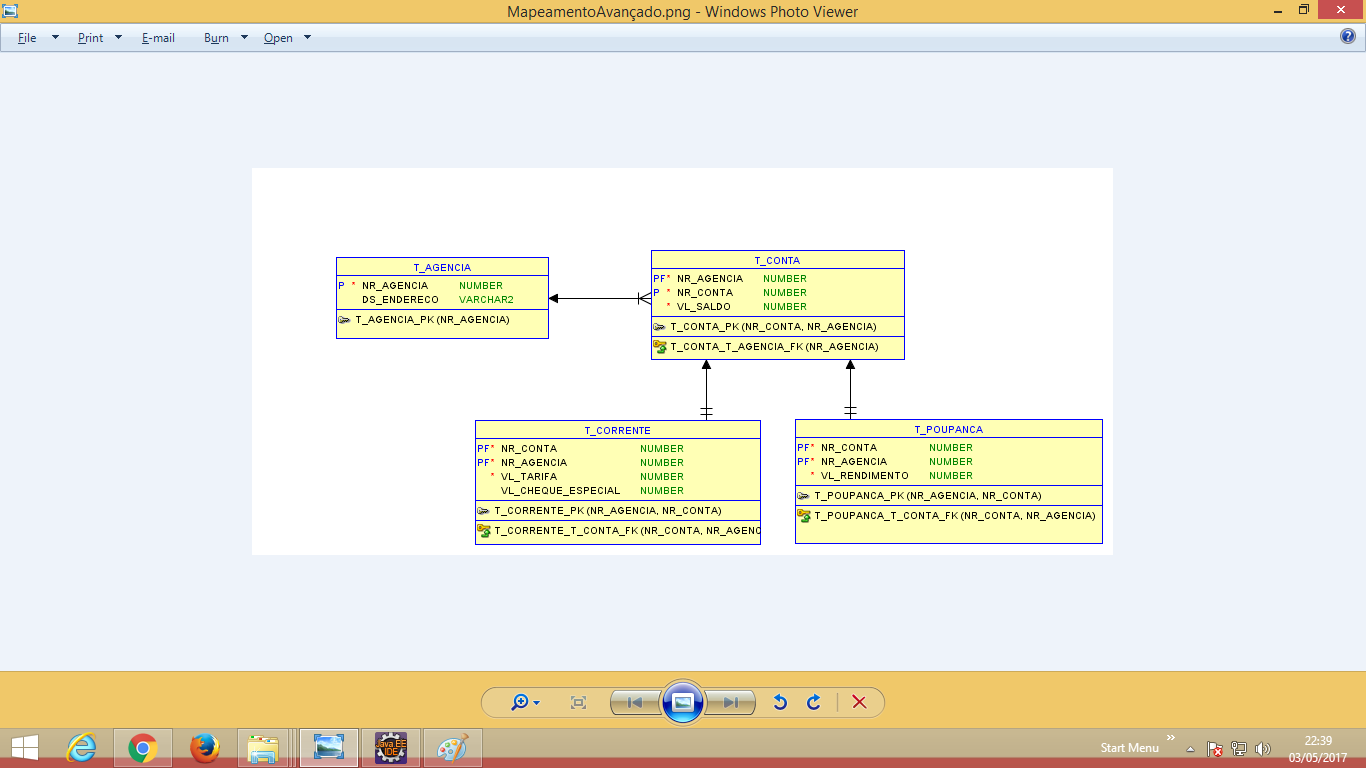 MapeamentoAvançado.png - Windows Photo Viewer
File Print E-mail Burn Open
T_AGENCIA
P * NR_AGENCIA NUMBER
DS_ENDERECO VARCHAR2
T_AGENCIA_PK (NR_AGENCIA)
T_CONTA
PF* NR_AGENCIA NUMBER
P * NR_CONTA NUMBER
* VL_SALDO NUMBER
T_CONTA_PK (NR_CONTA, NR_AGENCIA)
T_CONTA_T_AGENCIA_FK (NR_AGENCIA)
T_CORRENTE
PF* NR_CONTA NUMBER
PF* NR_AGENCIA NUMBER
* VL_TARIFA NUMBER
VL_CHEQUE_ESPECIAL NUMBER
T_CORRENTE_PK (NR_AGENCIA, NR_CONTA)
T_CORRENTE_T_CONTA_FK (NR_CONTA, NR_AGENC
T_POUPANCA
PF* NR_CONTA NUMBER
PF* NR_AGENCIA NUMBER
* VL_RENDIMENTO NUMBER
T_POUPANCA_PK (NR_AGENCIA, NR_CONTA)
T_POUPANCA_T_CONTA_FK (NR_CONTA, NR_AGENCIA)
Java EE
IDE
Start Menu
22:39
03/05/2017